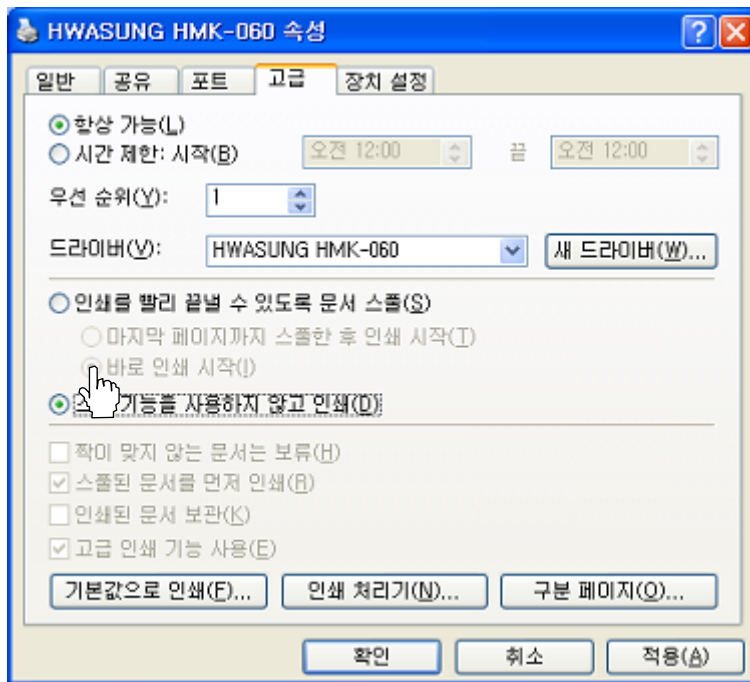 HWASUNG HMK-060 속성
일반 공유 포트 고급 장치 설정
항상 가능(L)
시간 제한: 시작(B) 오전 12:00 끝 오전 12:00
우선 순위(Y): 1
드라이버(V): HWASUNG HMK-060 새 드라이버(W)...
인쇄를 빨리 끝낼 수 있도록 문서 스풀(S)
마지막 페이지까지 스풀한 후 인쇄 시작(T)
바로 인쇄 시작(I)
기능을 사용하지 않고 인쇄(D)
짝이 맞지 않는 문서는 보류(H)
스풀된 문서를 먼저 인쇄(R)
인쇄된 문서 보관(K)
고급 인쇄 기능 사용(E)
기본값으로 인쇄(F)... 인쇄 처리기(N)... 구분 페이지(O)...
확인 취소 적용(A)